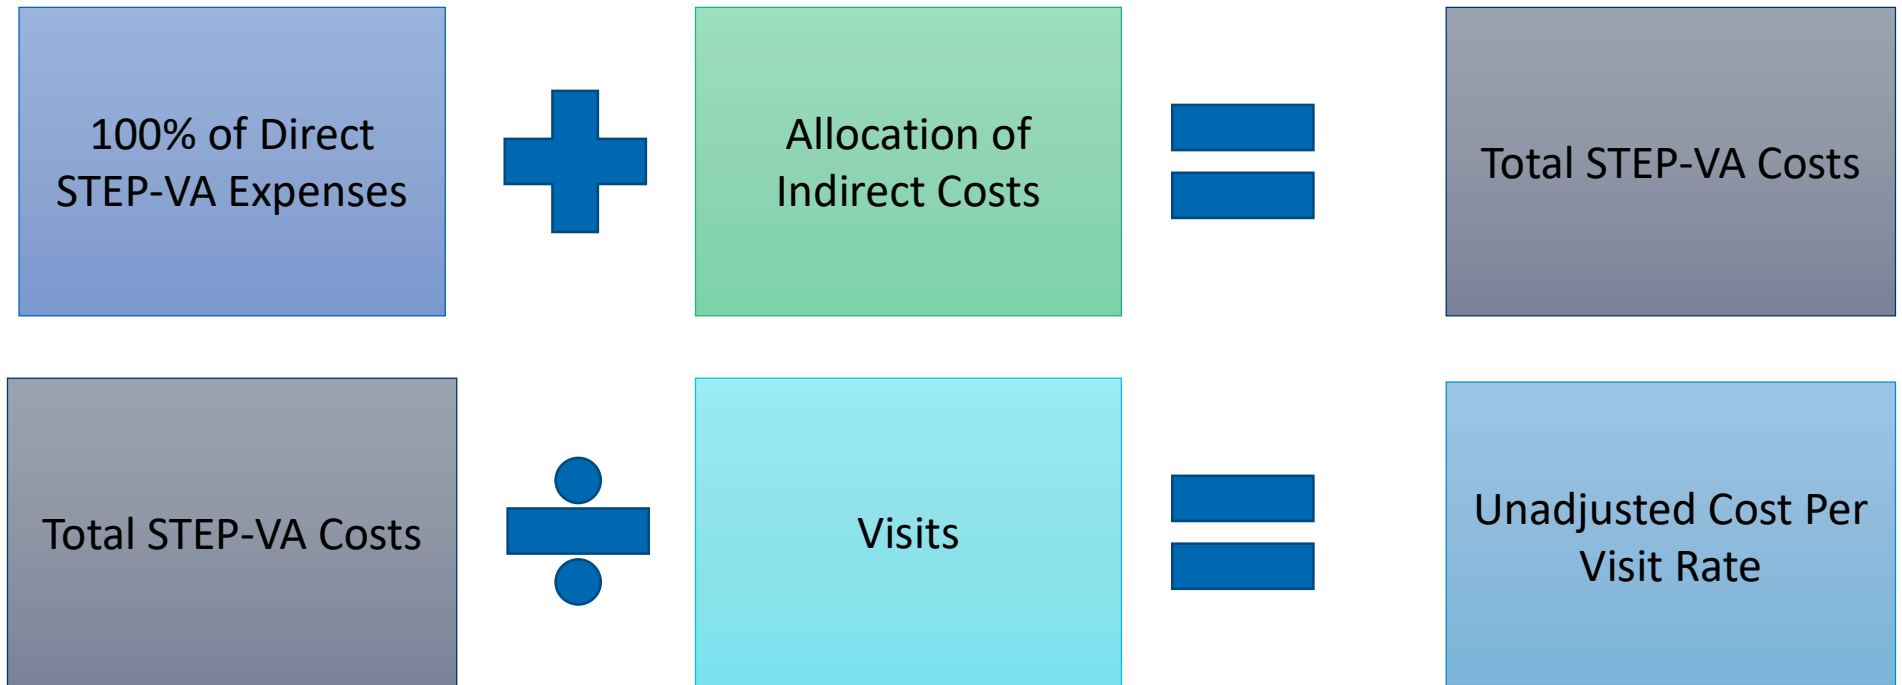 100% of Direct
STEP-VA Expenses
Allocation of
Indirect Costs
Total STEP-VA Costs
Total STEP-VA Costs
Visits
Unadjusted Cost Per
Visit Rate